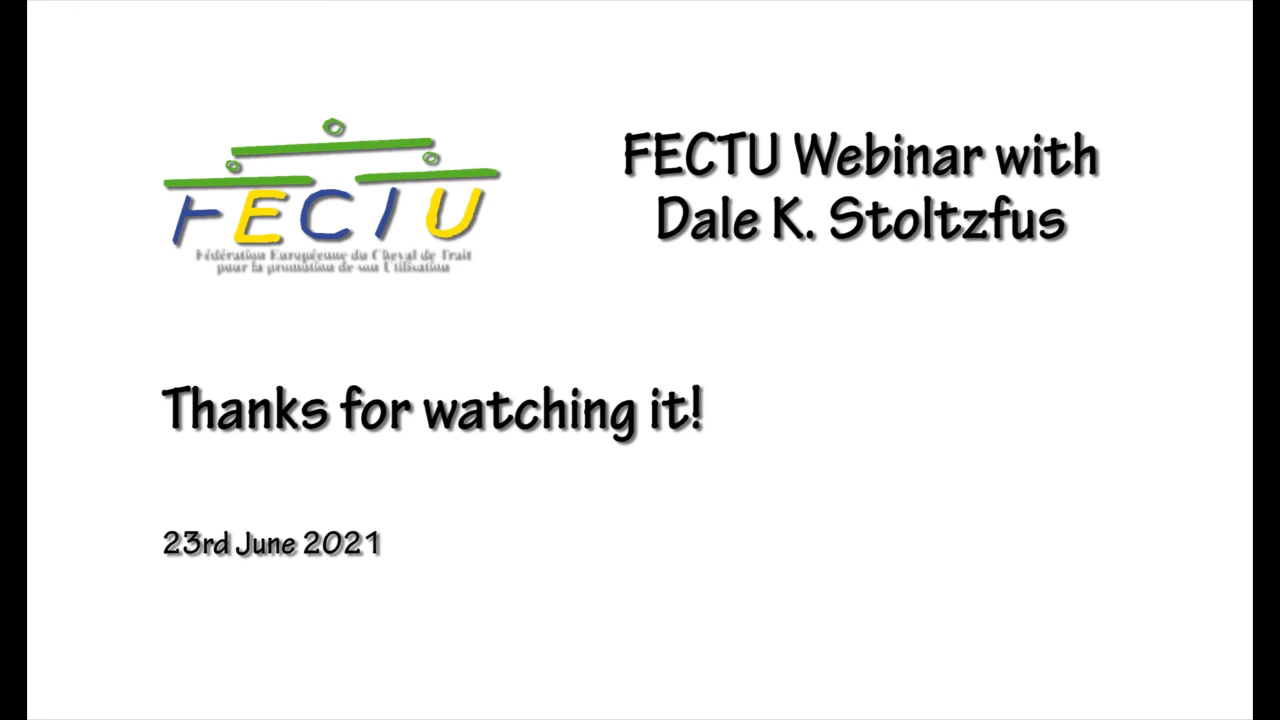 FECTU
Fédération Européenne du Cheval de Trait
pour la promotion de son Utilisation
FECTU Webinar with
Dale K. Stoltzfus
Thanks for watching it!
23rd June 2021